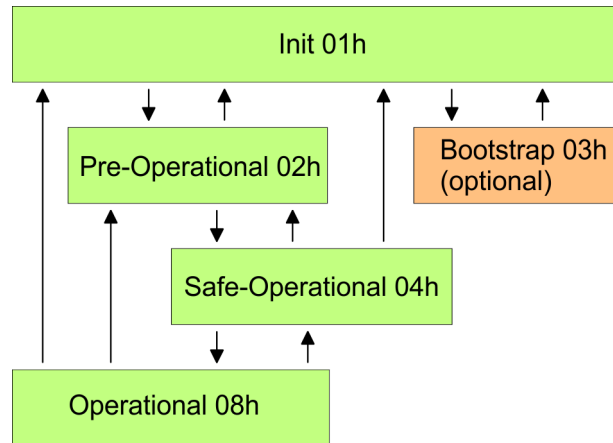 Init 01h
Pre-Operational 02h
Bootstrap 03h
(optional)
Safe-Operational 04h
Operational 08h